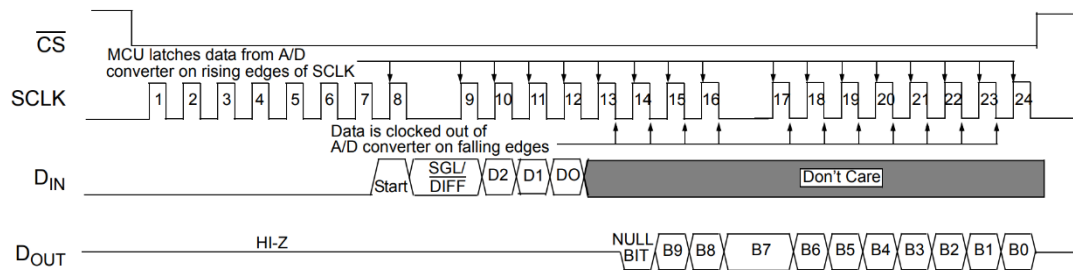 CS
MCU latches data from A/D
converter on rising edges of SCLK
SCLK
1 2 3 4 5 6 7 8 9 10 11 12 13 14 15 16 17 18 19 20 21 22 23 24
Data is clocked out of
A/D converter on falling edges
DIN
Start
SGL/
DIFF
D2 D1 DO
Don't Care
DOUT
HI-Z
NULL
BIT
B9 B8 B7 B6 B5 B4 B3 B2 B1 B0